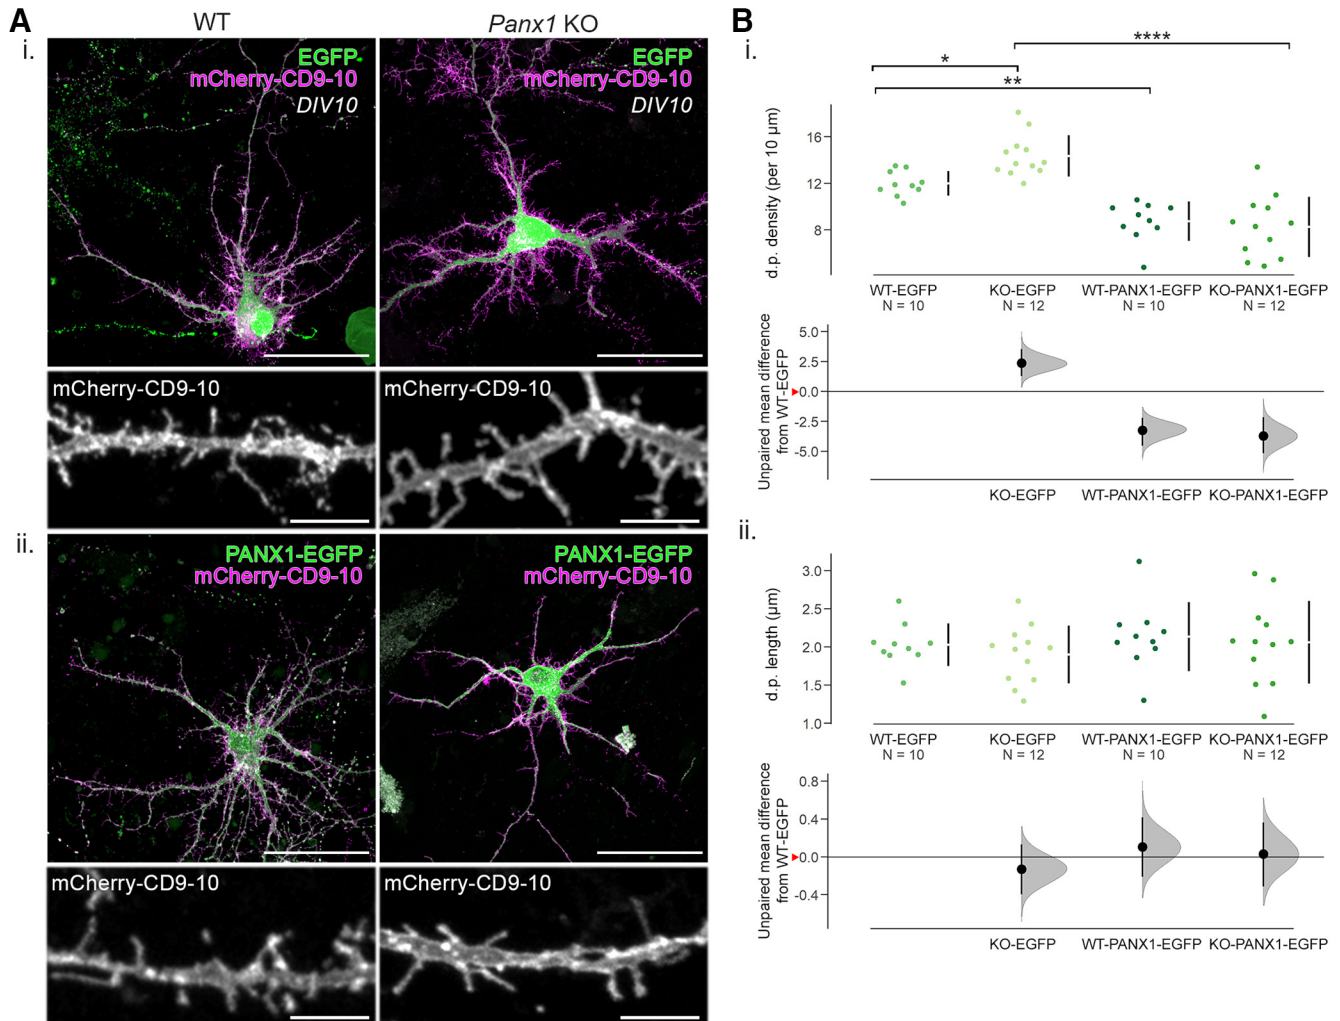 A
WT
Panx1 KO
i.
EGFP
mCherry-CD9-10
DIV10
EGFP
mCherry-CD9-10
DIV10
mCherry-CD9-10
mCherry-CD9-10
ii.
PANX1-EGFP
mCherry-CD9-10
PANX1-EGFP
mCherry-CD9-10
mCherry-CD9-10
mCherry-CD9-10
B
i.
****
*
**
d.p. density (per 10 µm)
16
12
8
WT-EGFP
N = 10
KO-EGFP
N = 12
WT-PANX1-EGFP
N = 10
KO-PANX1-EGFP
N = 12
Unpaired mean difference
from WT-EGFP
5.0
2.5
0.0
-2.5
-5.0
KO-EGFP
WT-PANX1-EGFP
KO-PANX1-EGFP
ii.
d.p. length (µm)
3.0
2.5
2.0
1.5
1.0
WT-EGFP
N = 10
KO-EGFP
N = 12
WT-PANX1-EGFP
N = 10
KO-PANX1-EGFP
N = 12
Unpaired mean difference
from WT-EGFP
0.8
0.4
0.0
-0.4
KO-EGFP
WT-PANX1-EGFP
KO-PANX1-EGFP